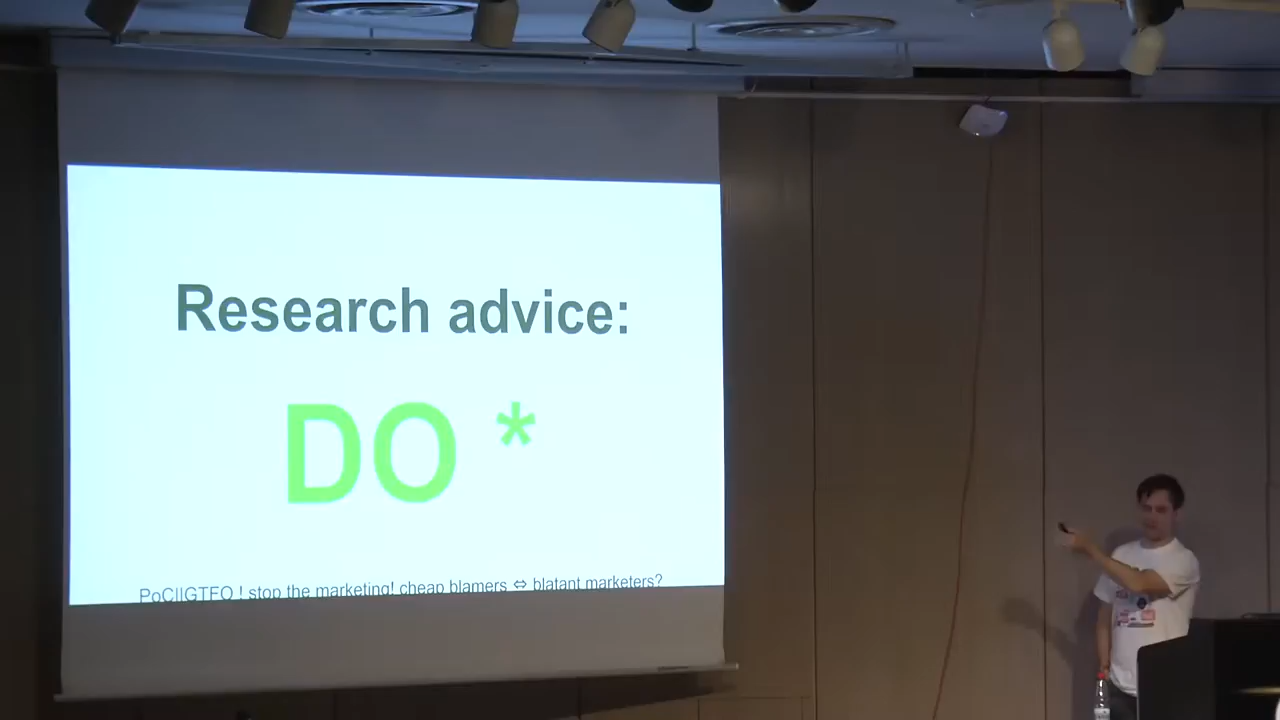 Research advice:
DO *
PoC||GTFO ! stop the marketing! cheap blamers ⇔ blatant marketers?